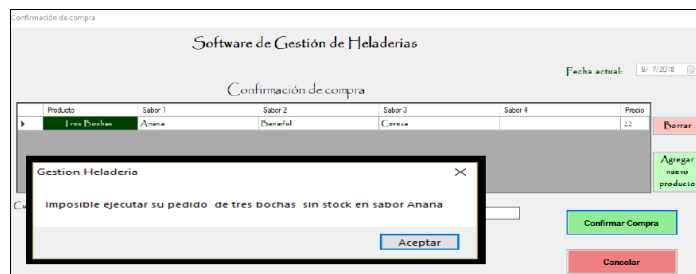 Confirmación de compra
Software de Gestión de Heladerias
Fecha actual: 9/ 7/2018
Confirmación de compra
Producto Sabor 1 Sabor 2 Sabor 3 Sabor 4 Precio
Tres Bochas Anana Cereza 22
Borrar
Agregar nuevo producto
Gestion Heladeria
Imposible ejecutar su pedido de tres bochas sin stock en sabor Anana
Aceptar
Confirmar Compra
Cancelar